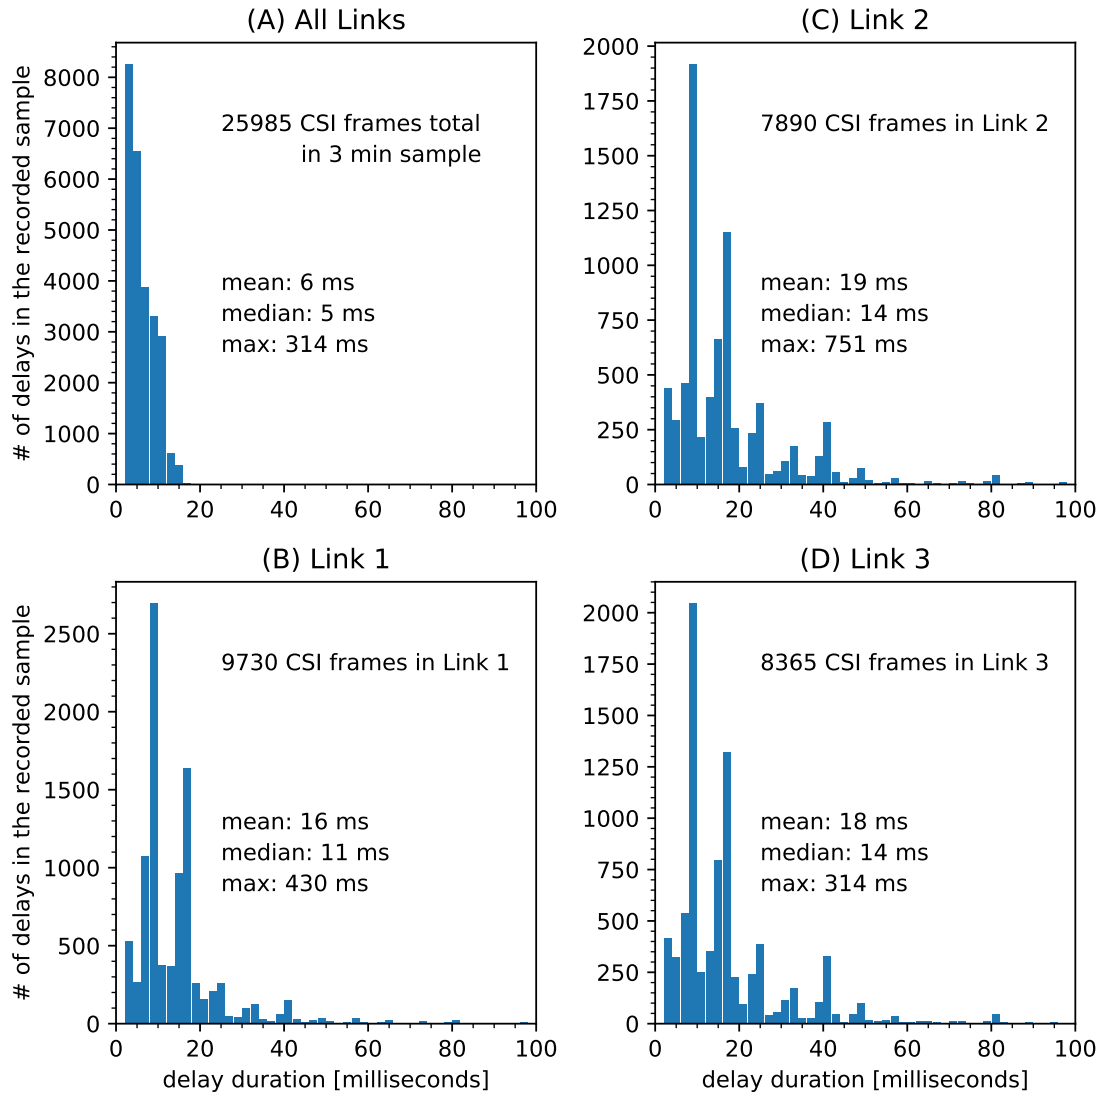 (A) All Links
# of delays in the recorded sample
8000
7000
6000
5000
4000
3000
2000
1000
0
25985 CSI frames total
in 3 min sample
mean: 6 ms
median: 5 ms
max: 314 ms
0 20 40 60 80 100
(C) Link 2
2000
1750
1500
1250
1000
750
500
250
0
7890 CSI frames in Link 2
mean: 19 ms
median: 14 ms
max: 751 ms
0 20 40 60 80 100
(B) Link 1
# of delays in the recorded sample
2500
2000
1500
1000
500
0
9730 CSI frames in Link 1
mean: 16 ms
median: 11 ms
max: 430 ms
0 20 40 60 80 100
delay duration [milliseconds]
(D) Link 3
2000
1750
1500
1250
1000
750
500
250
0
8365 CSI frames in Link 3
mean: 18 ms
median: 14 ms
max: 314 ms
0 20 40 60 80 100
delay duration [milliseconds]